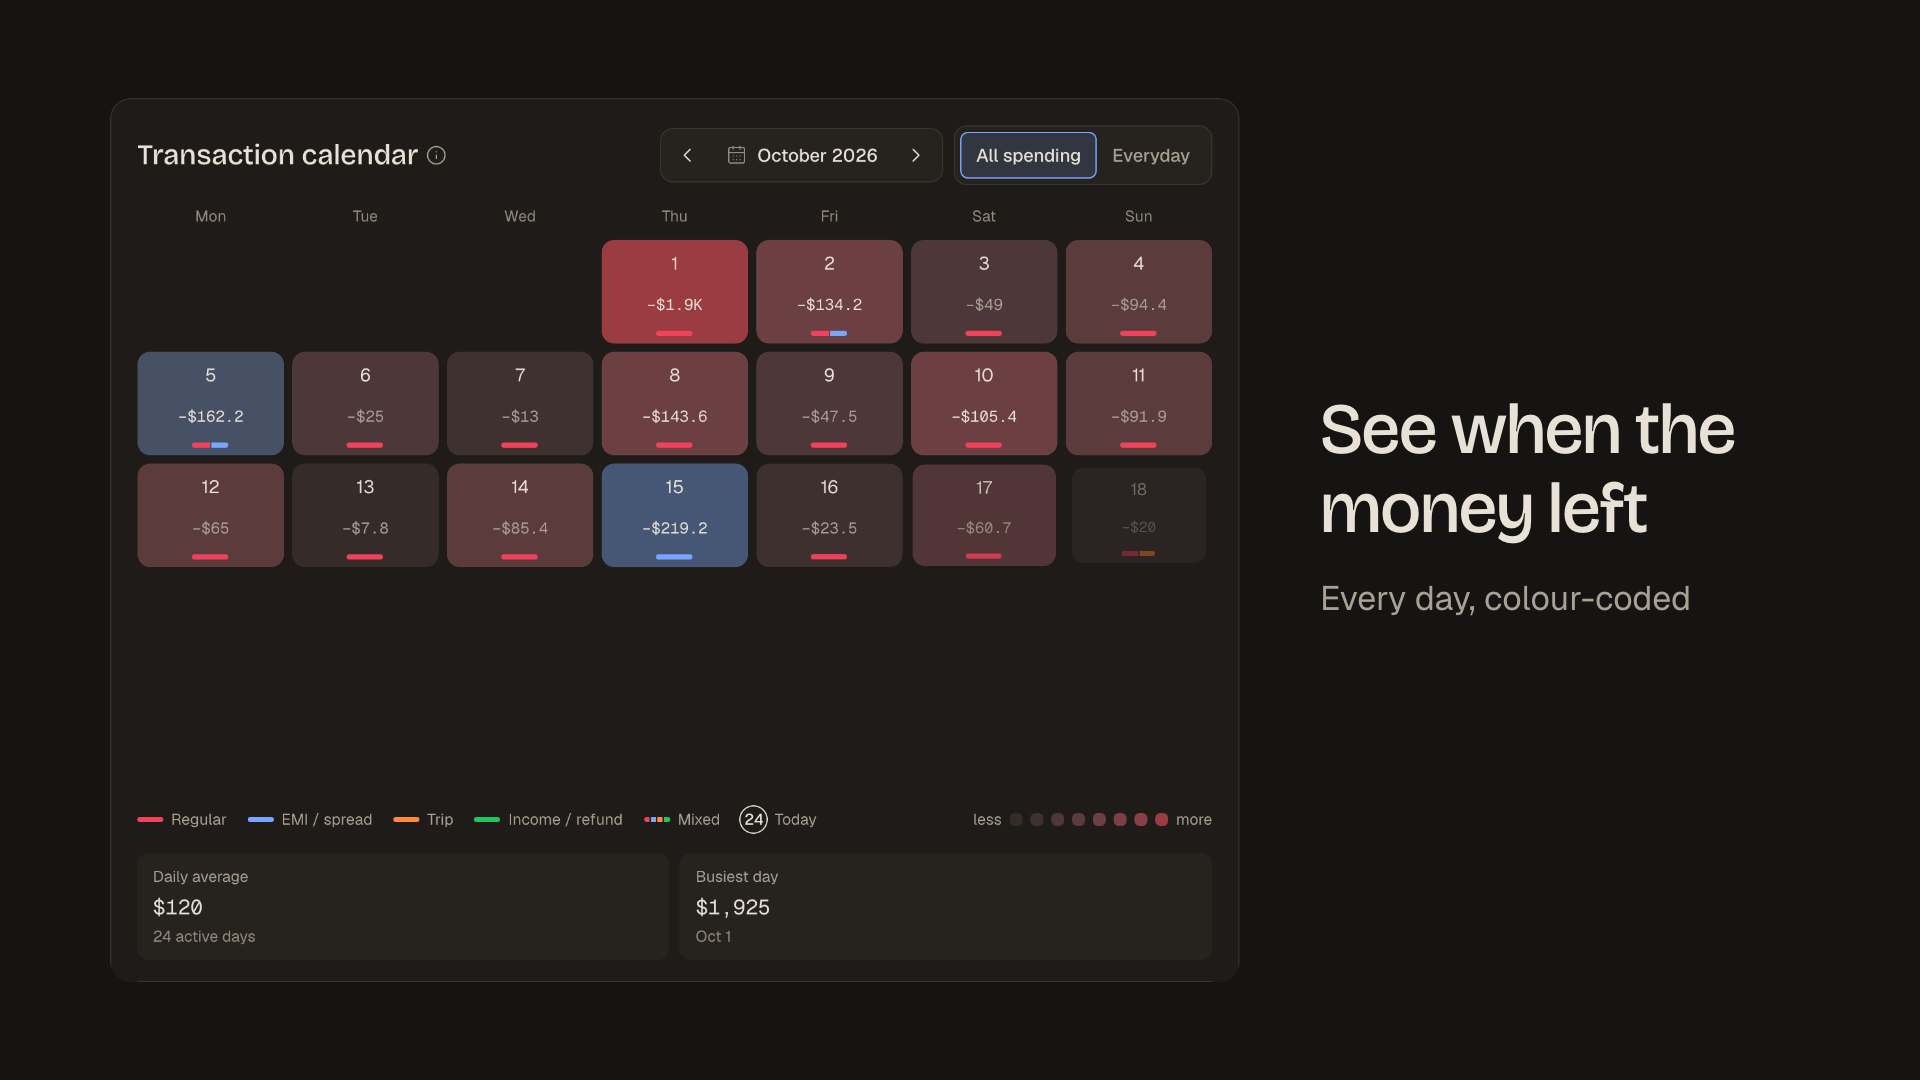 Transaction calendar
October 2026
All spending
Everyday
Mon Tue Wed Thu Fri Sat Sun
1 2 3 4
-$1.9K -$134.2 -$49 -$94.4
5 6 7 8 9 10 11
-$162.2 -$25 -$13 -$143.6 -$47.5 -$105.4 -$91.9
12 13 14 15 16 17 18
-$65 -$7.8 -$85.4 -$219.2 -$23.5 -$60.7 -$20
Regular EMI / spread Trip Income / refund Mixed 24 Today less more
Daily average
$120
24 active days
Busiest day
$1,925
Oct 1
See when the
money left
Every day, colour-coded